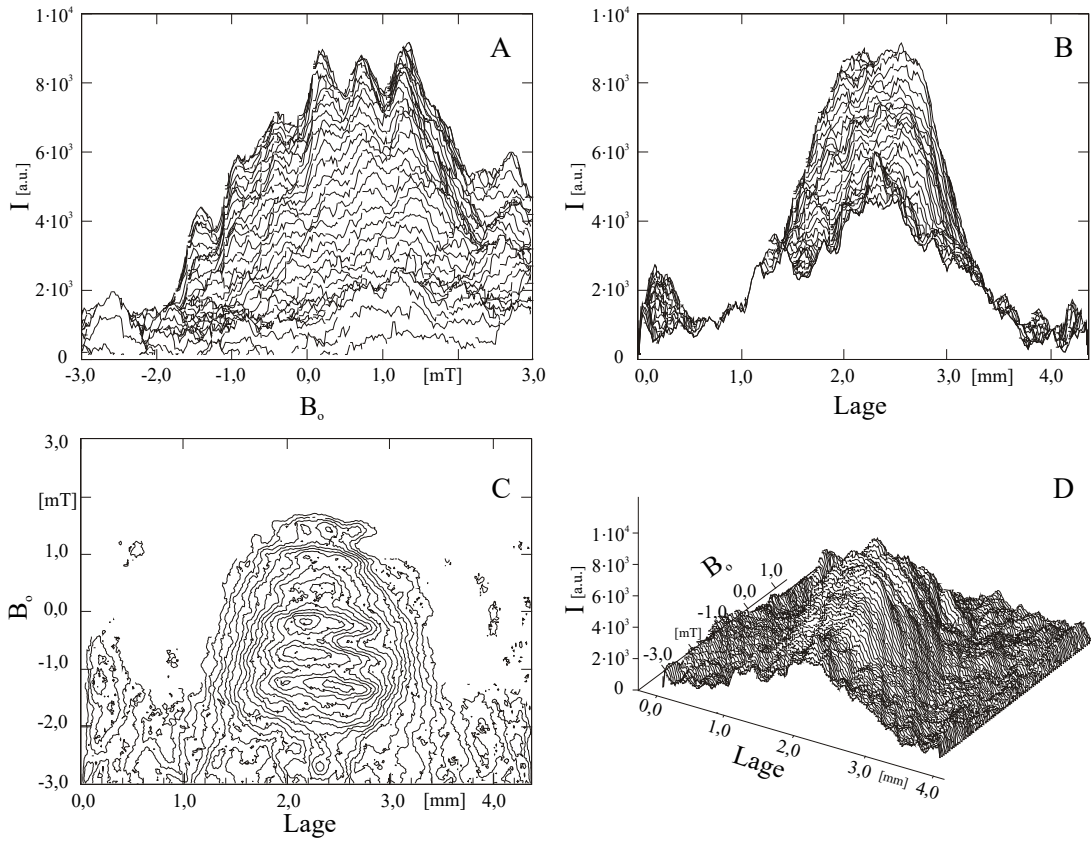 A
1·10⁴
8·10³
6·10³
4·10³
2·10³
0
I [a.u.]
-3,0 -2,0 -1,0 0,0 1,0 [mT] 3,0
Bₒ
B
1·10⁴
8·10³
6·10³
4·10³
2·10³
0
I [a.u.]
0,0 1,0 2,0 3,0 [mm] 4,0
Lage
C
3,0
[mT]
1,0
0,0
-1,0
-2,0
-3,0
Bₒ
0,0 1,0 2,0 3,0 [mm] 4,0
Lage
D
1·10⁴
8·10³
6·10³
4·10³
2·10³
0
I [a.u.]
Bₒ
1,0
0,0
-1,0
[mT]
-3,0
0,0 1,0 2,0 3,0 [mm] 4,0
Lage